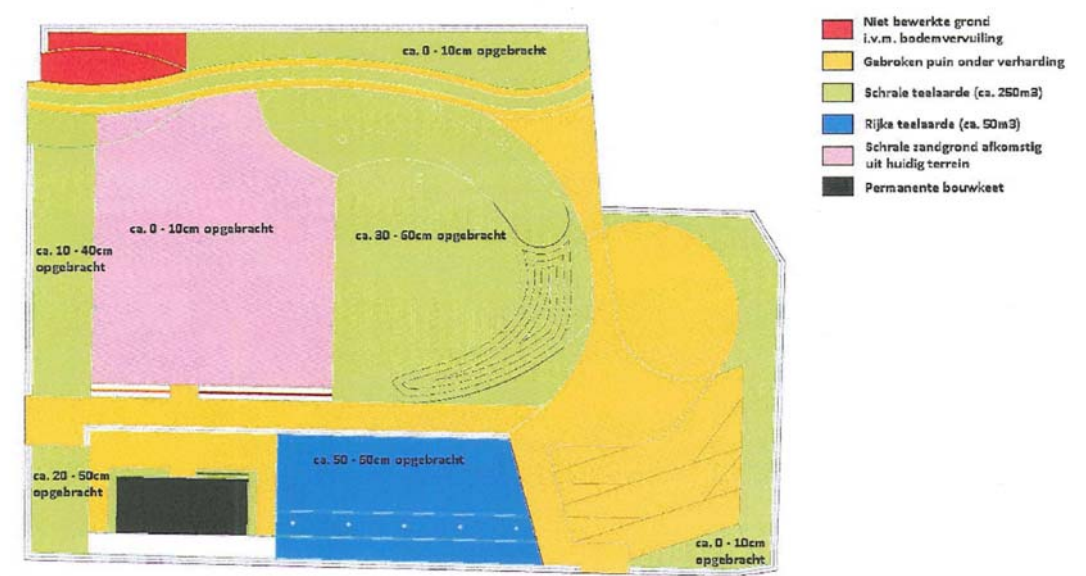 ca. 0 - 10cm opgebracht
ca. 0 - 10cm opgebracht
ca. 30 - 60cm opgebracht
ca. 10 - 40cm
opgebracht
ca. 20 - 50cm
opgebracht
ca. 50 - 60cm opgebracht
ca. 0 - 10cm
opgebracht
Niet bewerkte grond
i.v.m. bodemvervuiling
Gebroken puin onder verharding
Schrale teelaarde (ca. 250m3)
Rijke teelaarde (ca. 50m3)
Schrale zandgrond afkomstig
uit huidig terrein
Permanente bouwkeet